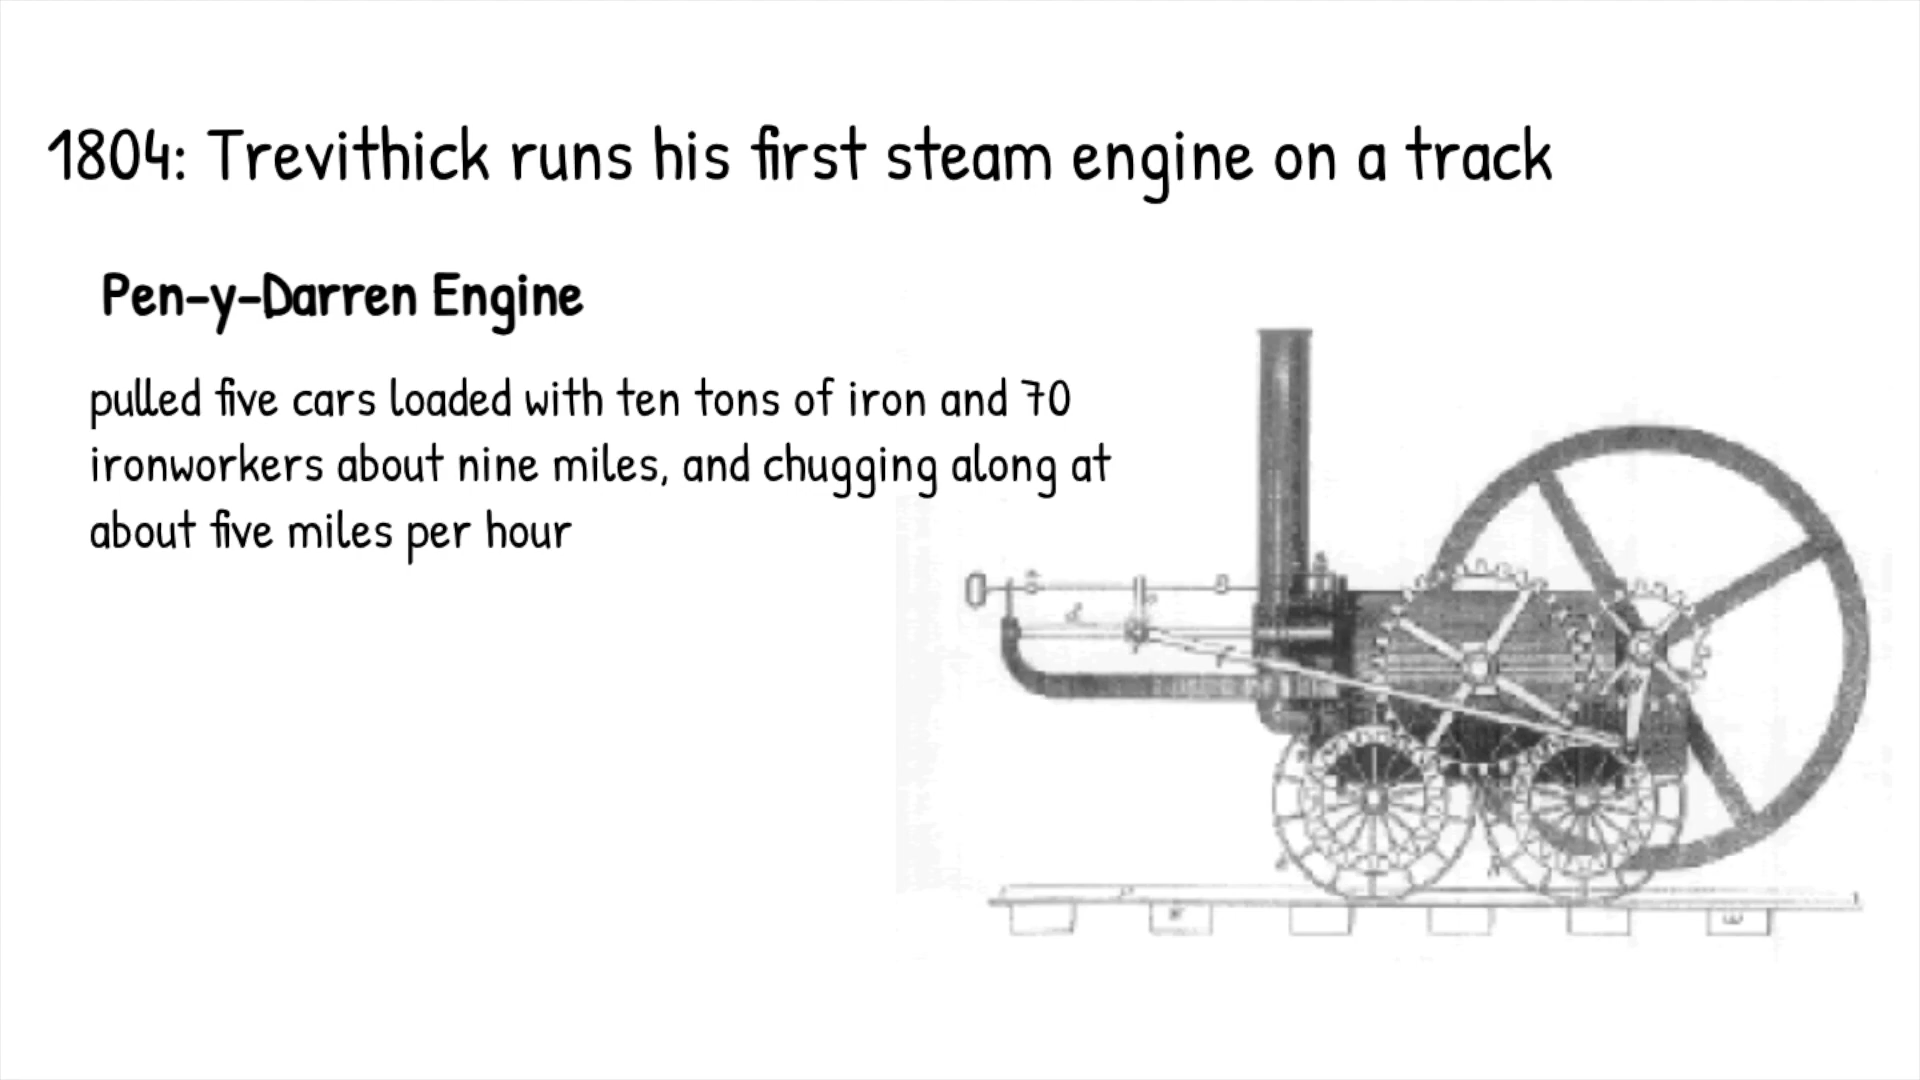 1804: Trevithick runs his first steam engine on a track
Pen-y-Darren Engine
pulled five cars loaded with ten tons of iron and 70
ironworkers about nine miles, and chugging along at
about five miles per hour